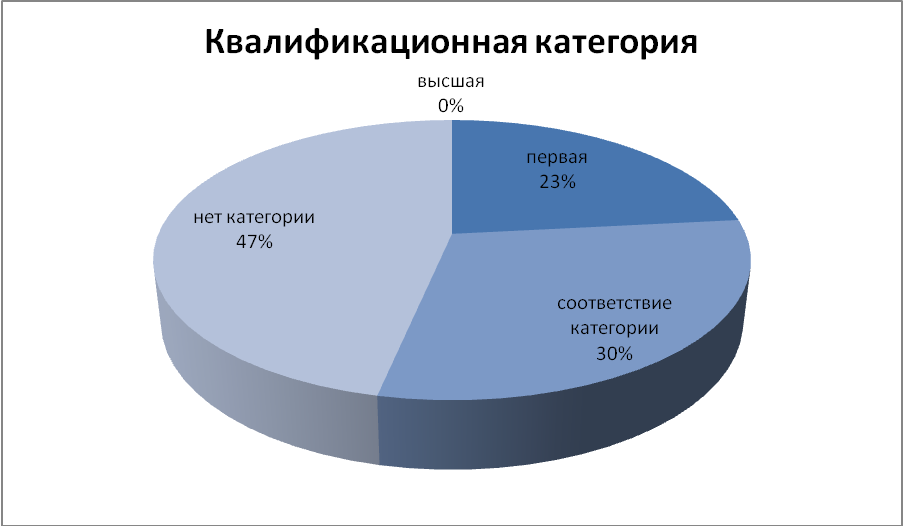 Квалификационная категория
высшая
0%
первая
23%
нет категории
47%
соответствие
категории
30%